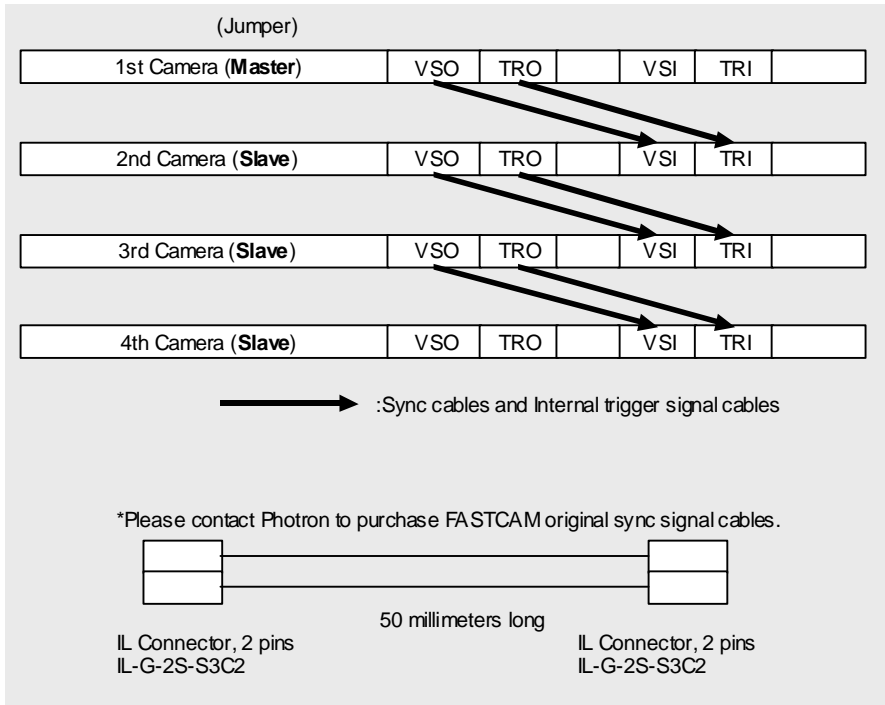 (Jumper)
1st Camera (Master) VSO TRO VSI TRI
2nd Camera (Slave) VSO TRO VSI TRI
3rd Camera (Slave) VSO TRO VSI TRI
4th Camera (Slave) VSO TRO VSI TRI
:Sync cables and Internal trigger signal cables
*Please contact Photron to purchase FASTCAM original sync signal cables.
50 millimeters long
IL Connector, 2 pins IL Connector, 2 pins
IL-G-2S-S3C2 IL-G-2S-S3C2